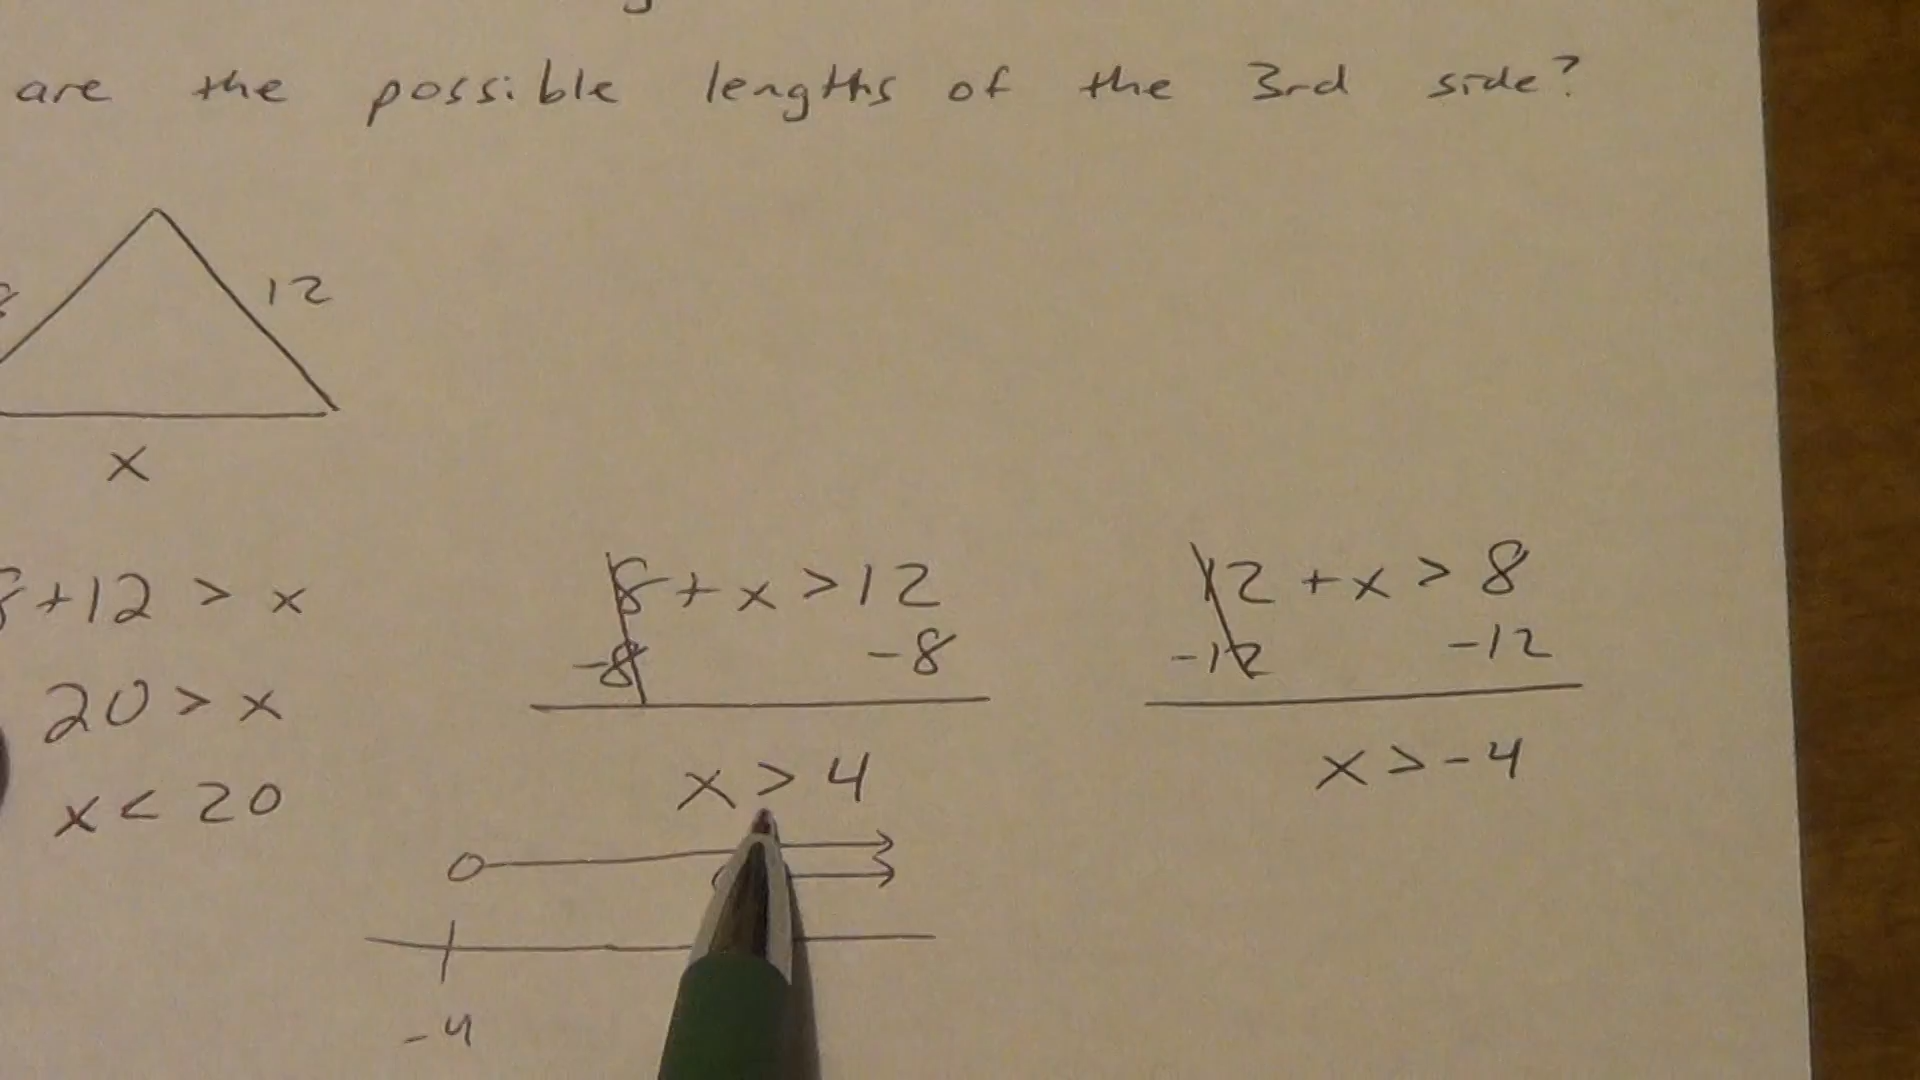 are the possible lengths of the 3rd side?
12
x
8+12 > x
20 > x
x < 20
8 + x > 12
-8 -8
x > 4
12 + x > 8
-12 -12
x > -4
-4